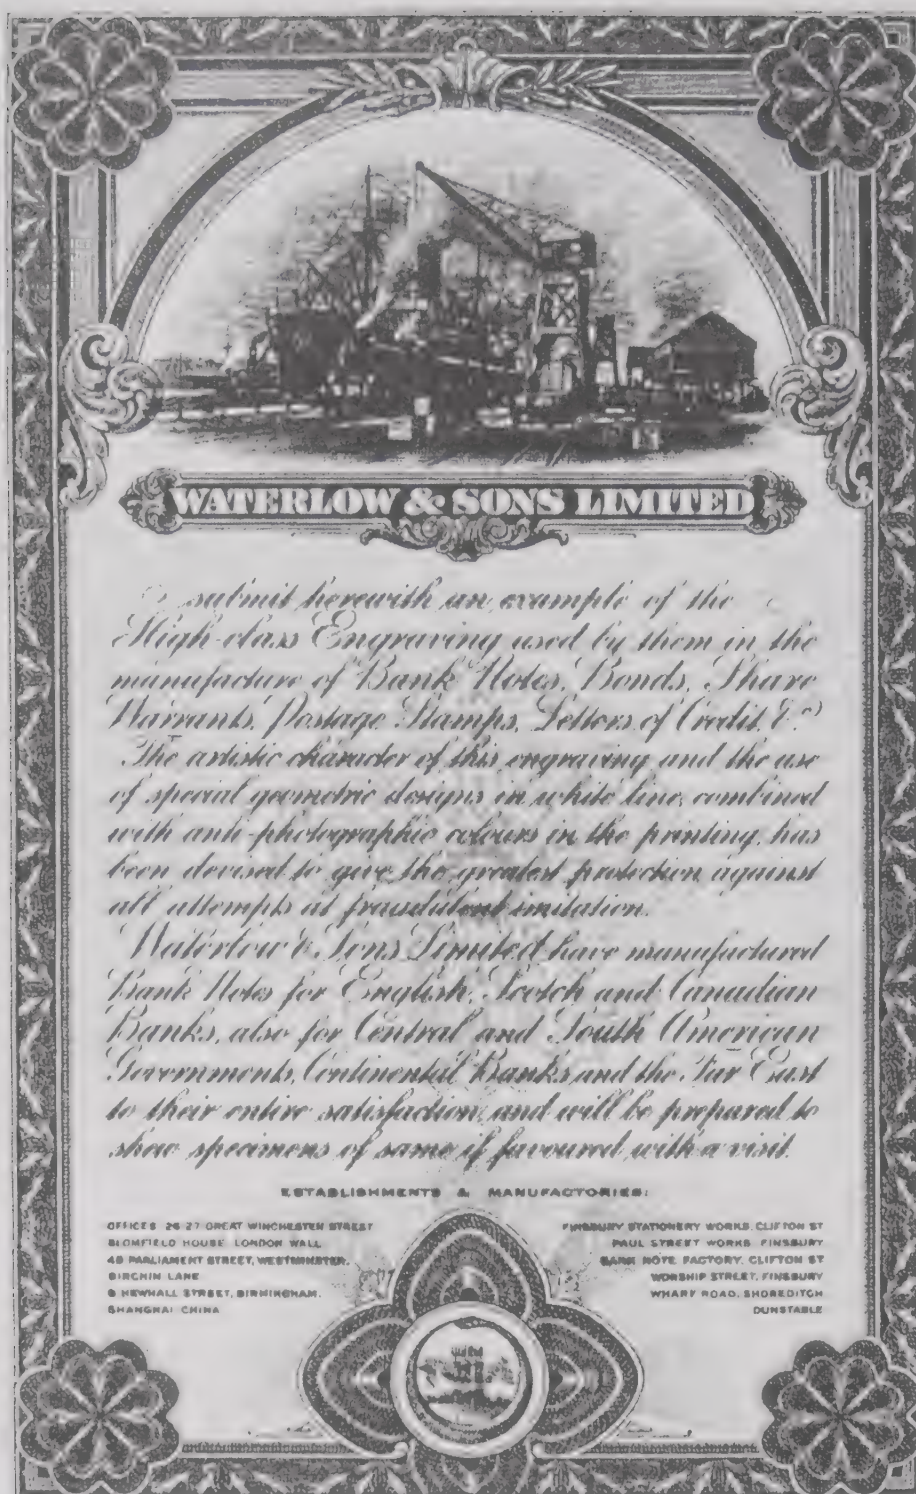 WATERLOW & SONS LIMITED
submit herewith an example of the
High-class Engraving used by them in the
manufacture of Bank Notes, Bonds, Share
Warrants, Postage Stamps, Letters of Credit, &c.
The artistic character of this engraving and the use
of special geometric designs in white line, combined
with anti-photographic colours in the printing, has
been devised to give the greatest protection against
all attempts at fraudulent imitation.
Waterlow & Sons Limited have manufactured
Bank Notes for English, Scotch and Canadian
Banks, also for Central and South American
Governments, Continental Banks and the Far East
to their entire satisfaction, and will be prepared to
show specimens of same if favoured with a visit.
ESTABLISHMENTS & MANUFACTORIES:
OFFICES 26-27 GREAT WINCHESTER STREET
BLOMFIELD HOUSE LONDON WALL
49 PARLIAMENT STREET, WESTMINSTER,
BIRCHIN LANE
9 NEWHALL STREET, BIRMINGHAM,
SHANGHAI CHINA
FINSBURY STATIONERY WORKS, CLIFTON ST
PAUL STREET WORKS FINSBURY
BANK NOTE FACTORY, CLIFTON ST
WORSHIP STREET, FINSBURY
WHARF ROAD, SHOREDITCH
DUNSTABLE